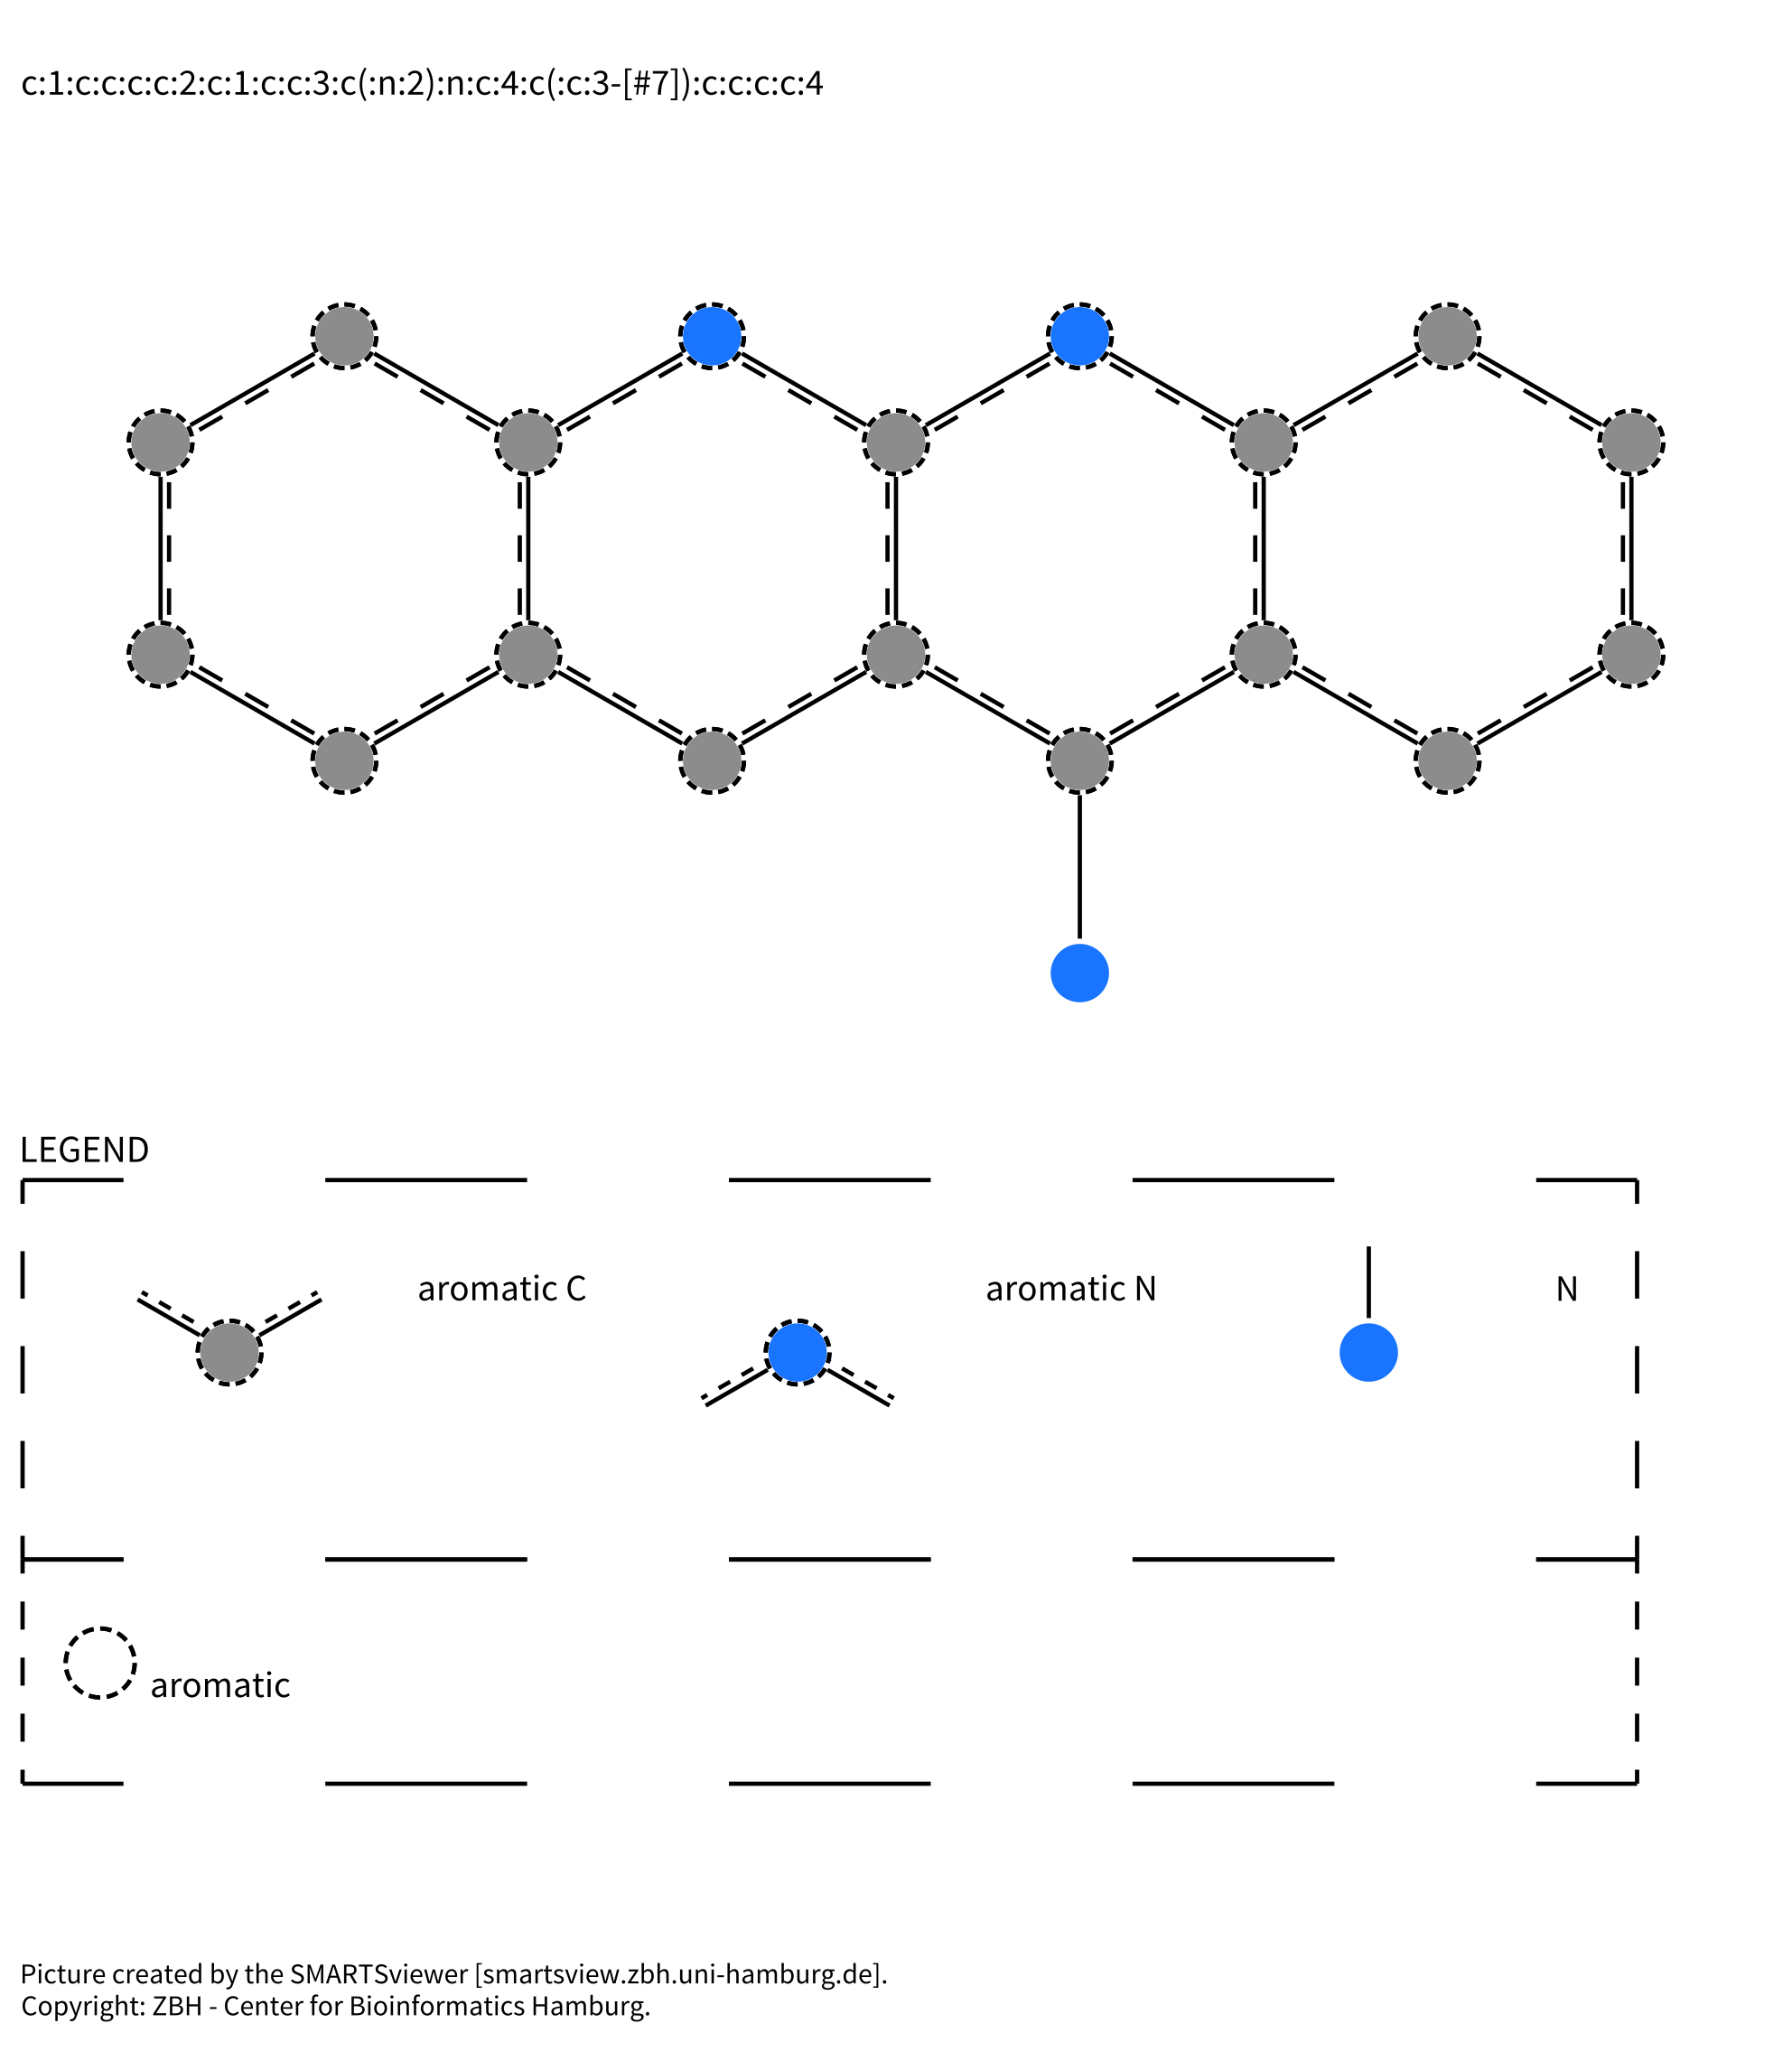 c:1:c:c:c:c:2:c:1:c:c:3:c(:n:2):n:c:4:c(:c:3-[#7]):c:c:c:c:4
LEGEND
aromatic C
aromatic N
N
aromatic
Picture created by the SMARTSviewer [smartsview.zbh.uni-hamburg.de].
Copyright: ZBH - Center for Bioinformatics Hamburg.